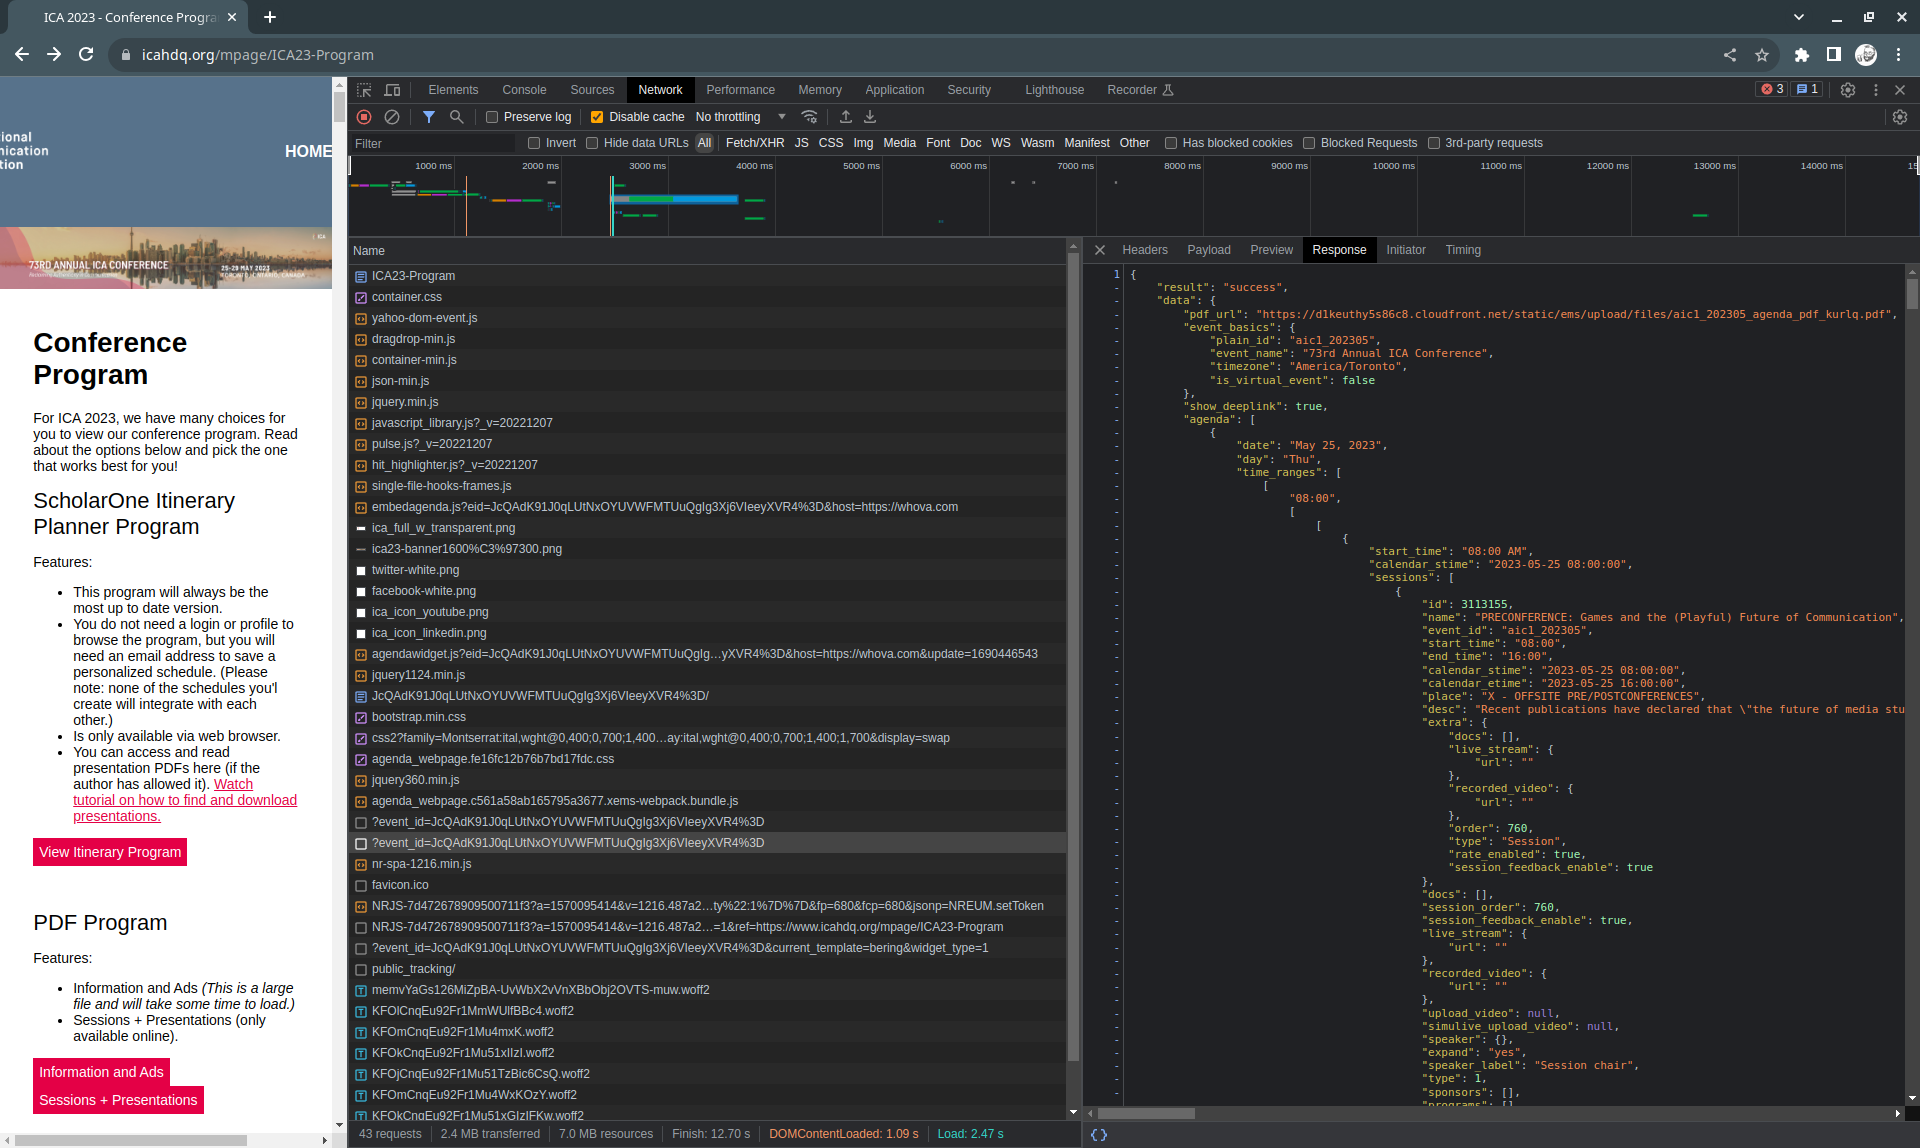 ICA 2023 - Conference Progra
icahdq.org/mpage/ICA23-Program
ional
nication
tion
HOME
73RD ANNUAL ICA CONFERENCE
25-29 MAY 2023
TORONTO, ONTARIO, CANADA
ICA
Conference
Program
For ICA 2023, we have many choices for
you to view our conference program. Read
about the options below and pick the one
that works best for you!
ScholarOne Itinerary
Planner Program
Features:
• This program will always be the
most up to date version.
• You do not need a login or profile to
browse the program, but you will
need an email address to save a
personalized schedule. (Please
note: none of the schedules you'll
create will integrate with each
other.)
• Is only available via web browser.
• You can access and read
presentation PDFs here (if the
author has allowed it). Watch
tutorial on how to find and download
presentations.
View Itinerary Program
PDF Program
Features:
• Information and Ads (This is a large
file and will take some time to load.)
• Sessions + Presentations (only
available online).
Information and Ads
Sessions + Presentations
Elements Console Sources Network Performance Memory Application Security Lighthouse Recorder 3 1
Preserve log Disable cache No throttling
Filter Invert Hide data URLs All Fetch/XHR JS CSS Img Media Font Doc WS Wasm Manifest Other Has blocked cookies Blocked Requests 3rd-party requests
1000 ms 2000 ms 3000 ms 4000 ms 5000 ms 6000 ms 7000 ms 8000 ms 9000 ms 10000 ms 11000 ms 12000 ms 13000 ms 14000 ms 15
Name
ICA23-Program
container.css
yahoo-dom-event.js
dragdrop-min.js
container-min.js
json-min.js
jquery.min.js
javascript_library.js?_v=20221207
pulse.js?_v=20221207
hit_highlighter.js?_v=20221207
single-file-hooks-frames.js
embedagenda.js?eid=JcQAdK91J0qLUtNxOYUVWFMTUuQgIg3Xj6VIeeyXVR4%3D&host=https://whova.com
ica_full_w_transparent.png
ica23-banner1600%C3%97300.png
twitter-white.png
facebook-white.png
ica_icon_youtube.png
ica_icon_linkedin.png
agendawidget.js?eid=JcQAdK91J0qLUtNxOYUVWFMTUuQgIg…yXVR4%3D&host=https://whova.com&update=1690446543
jquery1124.min.js
JcQAdK91J0qLUtNxOYUVWFMTUuQgIg3Xj6VIeeyXVR4%3D/
bootstrap.min.css
css2?family=Montserrat:ital,wght@0,400;0,700;1,400…ay:ital,wght@0,400;0,700;1,400;1,700&display=swap
agenda_webpage.fe16fc12b76b7bd17fdc.css
jquery360.min.js
agenda_webpage.c561a58ab165795a3677.xems-webpack.bundle.js
?event_id=JcQAdK91J0qLUtNxOYUVWFMTUuQgIg3Xj6VIeeyXVR4%3D
?event_id=JcQAdK91J0qLUtNxOYUVWFMTUuQgIg3Xj6VIeeyXVR4%3D
nr-spa-1216.min.js
favicon.ico
NRJS-7d472678909500711f3?a=1570095414&v=1216.487a2…ty%22:1%7D%7D&fp=680&fcp=680&jsonp=NREUM.setToken
NRJS-7d472678909500711f3?a=1570095414&v=1216.487a2…=1&ref=https://www.icahdq.org/mpage/ICA23-Program
?event_id=JcQAdK91J0qLUtNxOYUVWFMTUuQgIg3Xj6VIeeyXVR4%3D&current_template=bering&widget_type=1
public_tracking/
memvYaGs126MiZpBA-UvWbX2vVnXBbObj2OVTS-muw.woff2
KFOlCnqEu92Fr1MmWUlfBBc4.woff2
KFOmCnqEu92Fr1Mu4mxK.woff2
KFOkCnqEu92Fr1Mu51xIIzI.woff2
KFOjCnqEu92Fr1Mu51TzBic6CsQ.woff2
KFOmCnqEu92Fr1Mu4WxKOzY.woff2
KFOkCnqEu92Fr1Mu51xGIzIFKw.woff2
43 requests 2.4 MB transferred 7.0 MB resources Finish: 12.70 s DOMContentLoaded: 1.09 s Load: 2.47 s
Headers Payload Preview Response Initiator Timing
1 {
"result": "success",
"data": {
"pdf_url": "https://d1keuthy5s86c8.cloudfront.net/static/ems/upload/files/aic1_202305_agenda_pdf_kurlq.pdf",
"event_basics": {
"plain_id": "aic1_202305",
"event_name": "73rd Annual ICA Conference",
"timezone": "America/Toronto",
"is_virtual_event": false
},
"show_deeplink": true,
"agenda": [
{
"date": "May 25, 2023",
"day": "Thu",
"time_ranges": [
[
"08:00",
[
[
{
"start_time": "08:00 AM",
"calendar_stime": "2023-05-25 08:00:00",
"sessions": [
{
"id": 3113155,
"name": "PRECONFERENCE: Games and the (Playful) Future of Communication",
"event_id": "aic1_202305",
"start_time": "08:00",
"end_time": "16:00",
"calendar_stime": "2023-05-25 08:00:00",
"calendar_etime": "2023-05-25 16:00:00",
"place": "X - OFFSITE PRE/POSTCONFERENCES",
"desc": "Recent publications have declared that \"the future of media stu
"extra": {
"docs": [],
"live_stream": {
"url": ""
},
"recorded_video": {
"url": ""
},
"order": 760,
"type": "Session",
"rate_enabled": true,
"session_feedback_enable": true
},
"docs": [],
"session_order": 760,
"session_feedback_enable": true,
"live_stream": {
"url": ""
},
"recorded_video": {
"url": ""
},
"upload_video": null,
"simulive_upload_video": null,
"speaker": {},
"expand": "yes",
"speaker_label": "Session chair",
"type": 1,
"sponsors": [],
"programs": []
{}